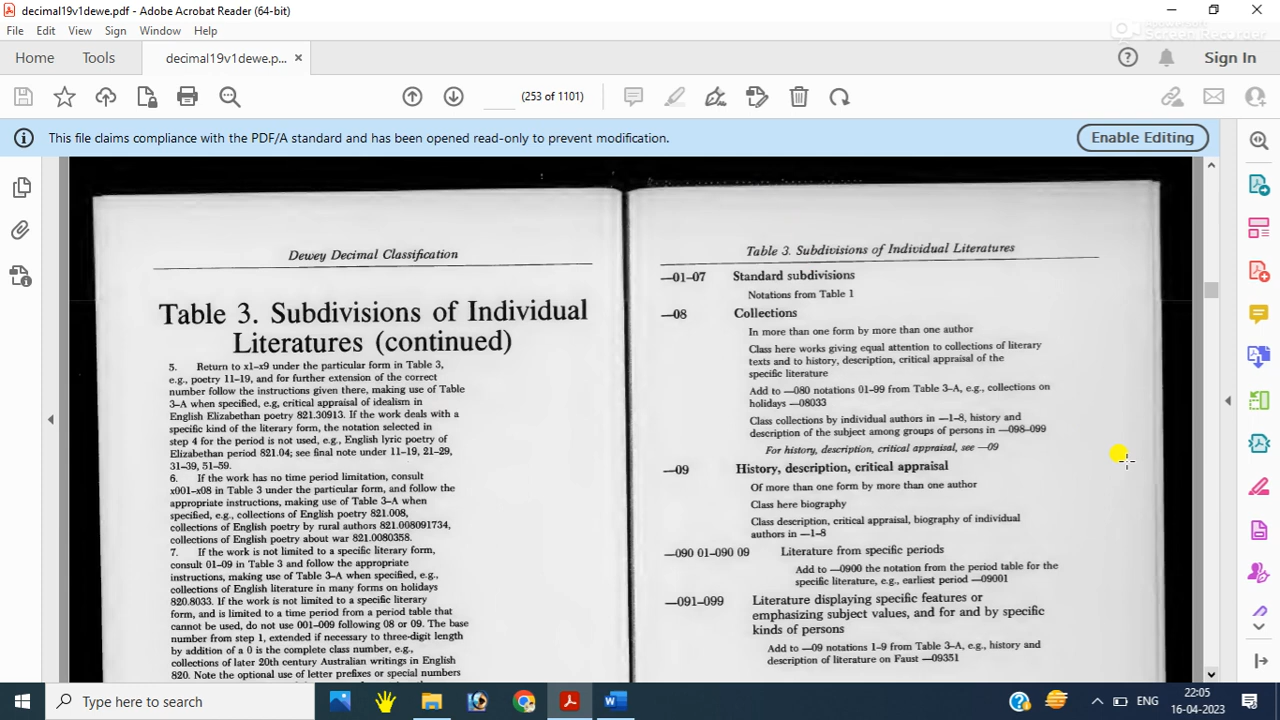 decimal19v1dewe.pdf - Adobe Acrobat Reader (64-bit)
File Edit View Sign Window Help
Screen Recorder
Home Tools decimal19v1dewe.p... × Sign In
(253 of 1101)
This file claims compliance with the PDF/A standard and has been opened read-only to prevent modification. Enable Editing
Dewey Decimal Classification
Table 3. Subdivisions of Individual
Literatures (continued)
5. Return to x1–x9 under the particular form in Table 3,
e.g., poetry 11–19, and for further extension of the correct
number follow the instructions given there, making use of Table
3–A when specified, e.g, critical appraisal of idealism in
English Elizabethan poetry 821.30913. If the work deals with a
specific kind of the literary form, the notation selected in
step 4 for the period is not used, e.g., English lyric poetry of
Elizabethan period 821.04; see final note under 11–19, 21–29,
31–39, 51–59.
6. If the work has no time period limitation, consult
x001–x08 in Table 3 under the particular form, and follow the
appropriate instructions, making use of Table 3–A when
specified, e.g., collections of English poetry 821.008,
collections of English poetry by rural authors 821.008091734,
collections of English poetry about war 821.0080358.
7. If the work is not limited to a specific literary form,
consult 01–09 in Table 3 and follow the appropriate
instructions, making use of Table 3–A when specified, e.g.,
collections of English literature in many forms on holidays
820.8033. If the work is not limited to a specific literary
form, and is limited to a time period from a period table that
cannot be used, do not use 001–009 following 08 or 09. The base
number from step 1, extended if necessary to three-digit length
by addition of a 0 is the complete class number, e.g.,
collections of later 20th century Australian writings in English
820. Note the optional use of letter prefixes or special numbers
Table 3. Subdivisions of Individual Literatures
—01–07 Standard subdivisions
Notations from Table 1
—08 Collections
In more than one form by more than one author
Class here works giving equal attention to collections of literary
texts and to history, description, critical appraisal of the
specific literature
Add to —080 notations 01–99 from Table 3–A, e.g., collections on
holidays —08033
Class collections by individual authors in —1–8, history and
description of the subject among groups of persons in —098–099
For history, description, critical appraisal, see —09
—09 History, description, critical appraisal
Of more than one form by more than one author
Class here biography
Class description, critical appraisal, biography of individual
authors in —1–8
—090 01–090 09 Literature from specific periods
Add to —0900 the notation from the period table for the
specific literature, e.g., earliest period —09001
—091–099 Literature displaying specific features or
emphasizing subject values, and for and by specific
kinds of persons
Add to —09 notations 1–9 from Table 3–A, e.g., history and
description of literature on Faust —09351
Type here to search ENG 22:05
16-04-2023